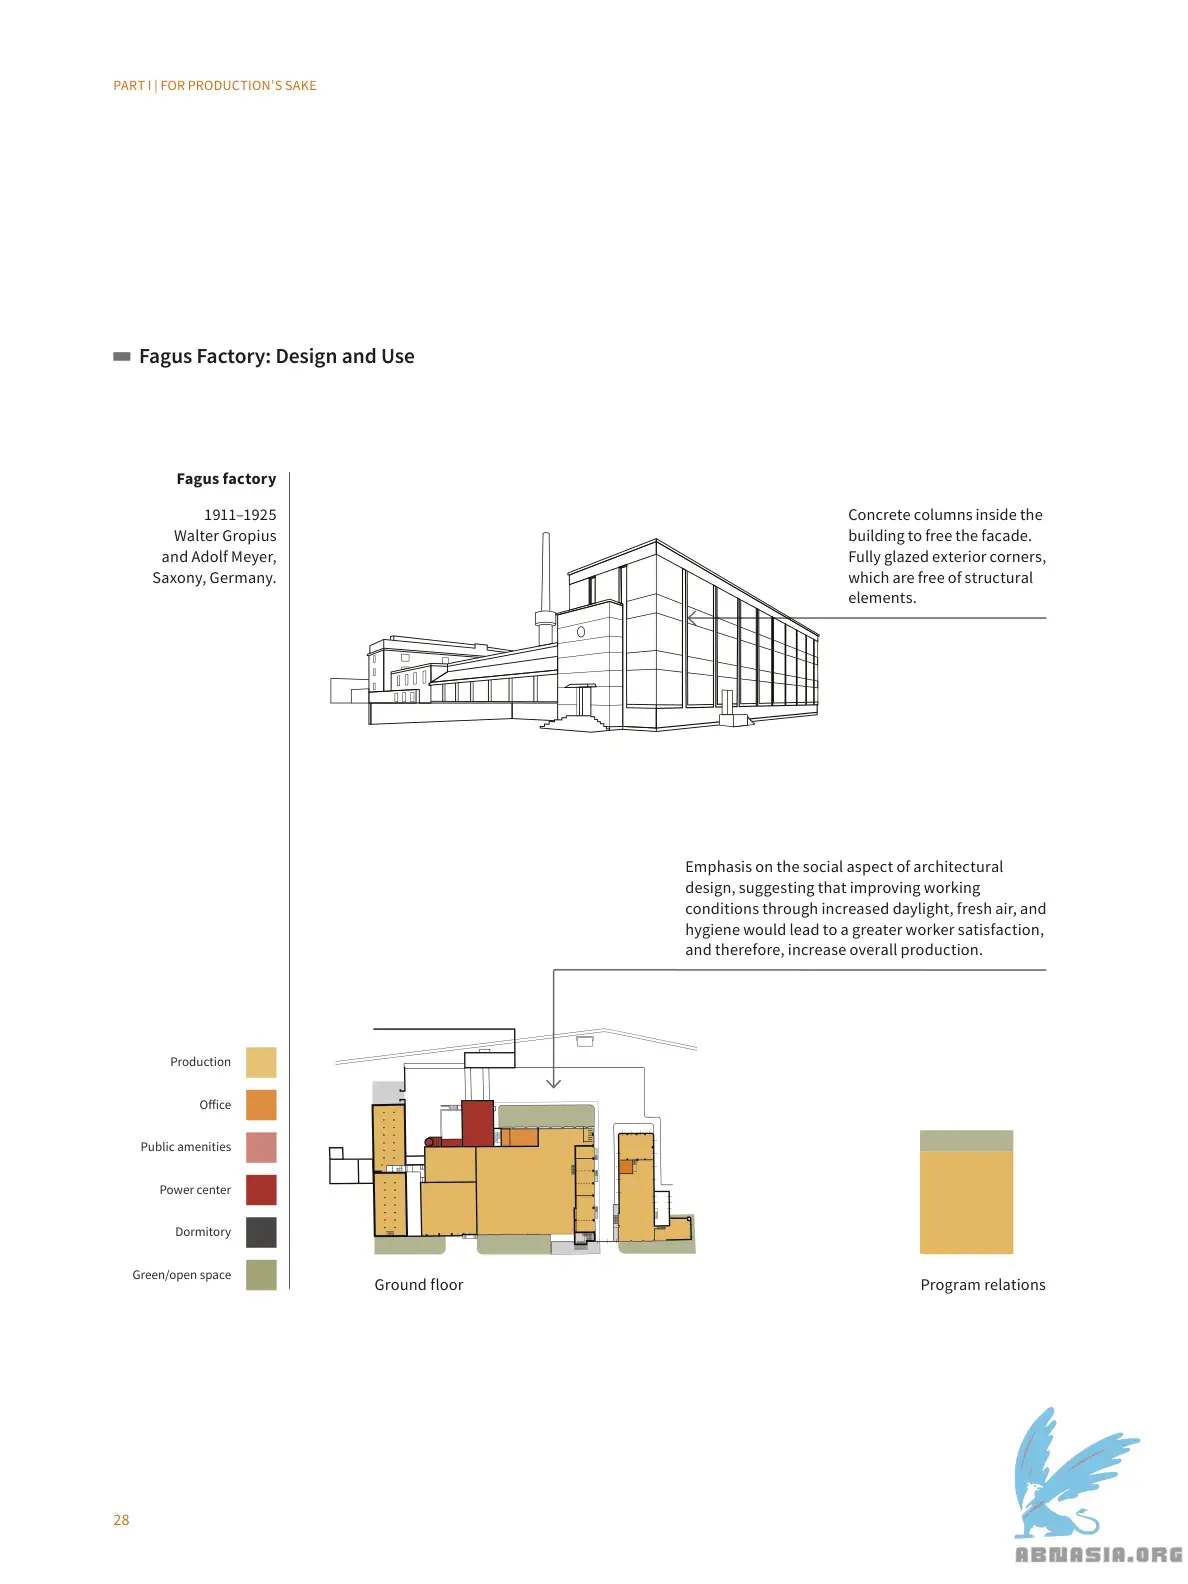 PART I | FOR PRODUCTION'S SAKE
Fagus Factory: Design and Use
Fagus factory
1911–1925
Walter Gropius
and Adolf Meyer,
Saxony, Germany.
Concrete columns inside the
building to free the facade.
Fully glazed exterior corners,
which are free of structural
elements.
Emphasis on the social aspect of architectural
design, suggesting that improving working
conditions through increased daylight, fresh air, and
hygiene would lead to a greater worker satisfaction,
and therefore, increase overall production.
Production
Office
Public amenities
Power center
Dormitory
Green/open space
Ground floor
Program relations
28
ABNASIA.ORG